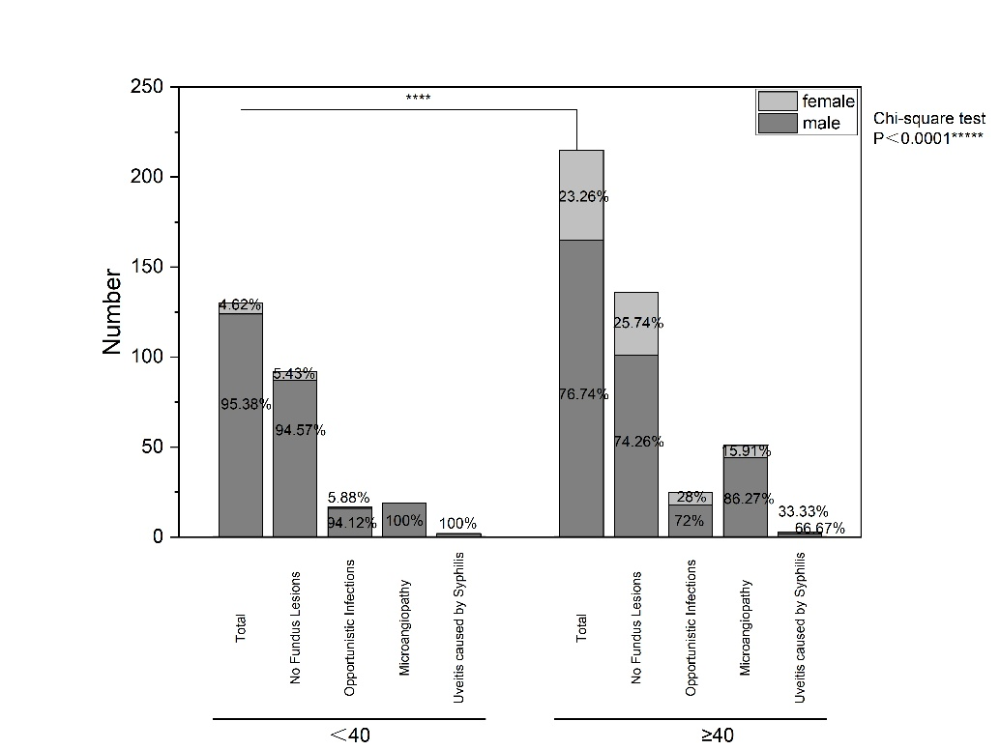 250
200
150
100
50
0
Number
****
female
male
Chi-square test
P<0.0001*****
4.62%
95.38%
5.43%
94.57%
5.88%
94.12%
100%
100%
23.26%
76.74%
25.74%
74.26%
28%
72%
15.91%
86.27%
33.33%
66.67%
Total
No Fundus Lesions
Opportunistic Infections
Microangiopathy
Uveitis caused by Syphilis
Total
No Fundus Lesions
Opportunistic Infections
Microangiopathy
Uveitis caused by Syphilis
<40
≥40